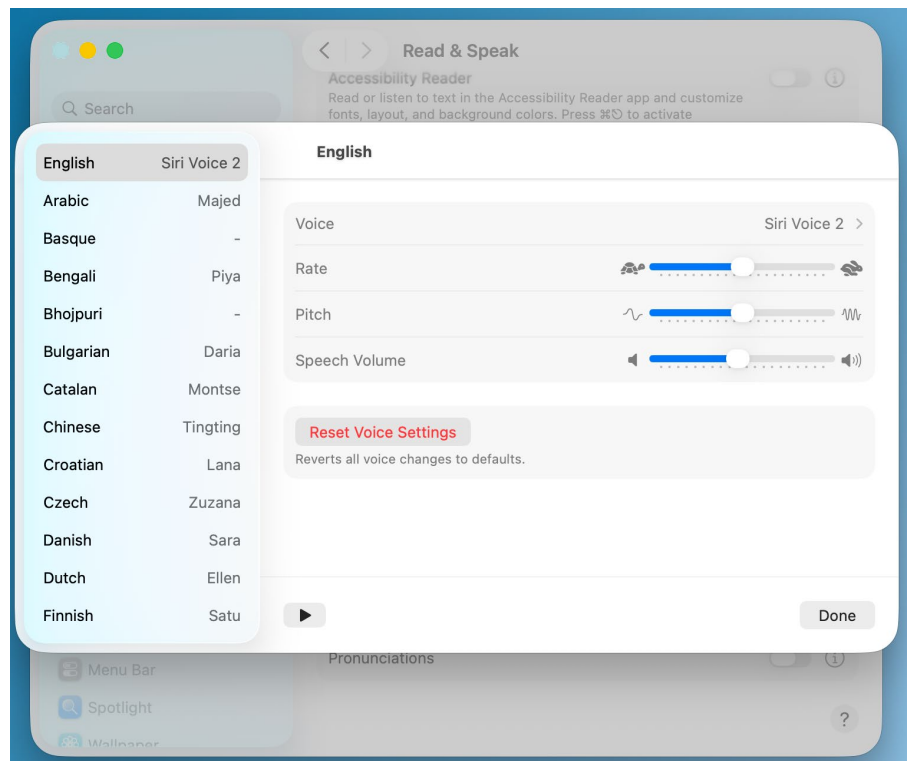 Read & Speak
Accessibility Reader
Read or listen to text in the Accessibility Reader app and customize
fonts, layout, and background colors. Press ⌘⎋ to activate
Search
English Siri Voice 2
Arabic Majed
Basque -
Bengali Piya
Bhojpuri -
Bulgarian Daria
Catalan Montse
Chinese Tingting
Croatian Lana
Czech Zuzana
Danish Sara
Dutch Ellen
Finnish Satu
English
Voice Siri Voice 2
Rate
Pitch
Speech Volume
Reset Voice Settings
Reverts all voice changes to defaults.
Done
Pronunciations
Menu Bar
Spotlight
Wallpaper
?